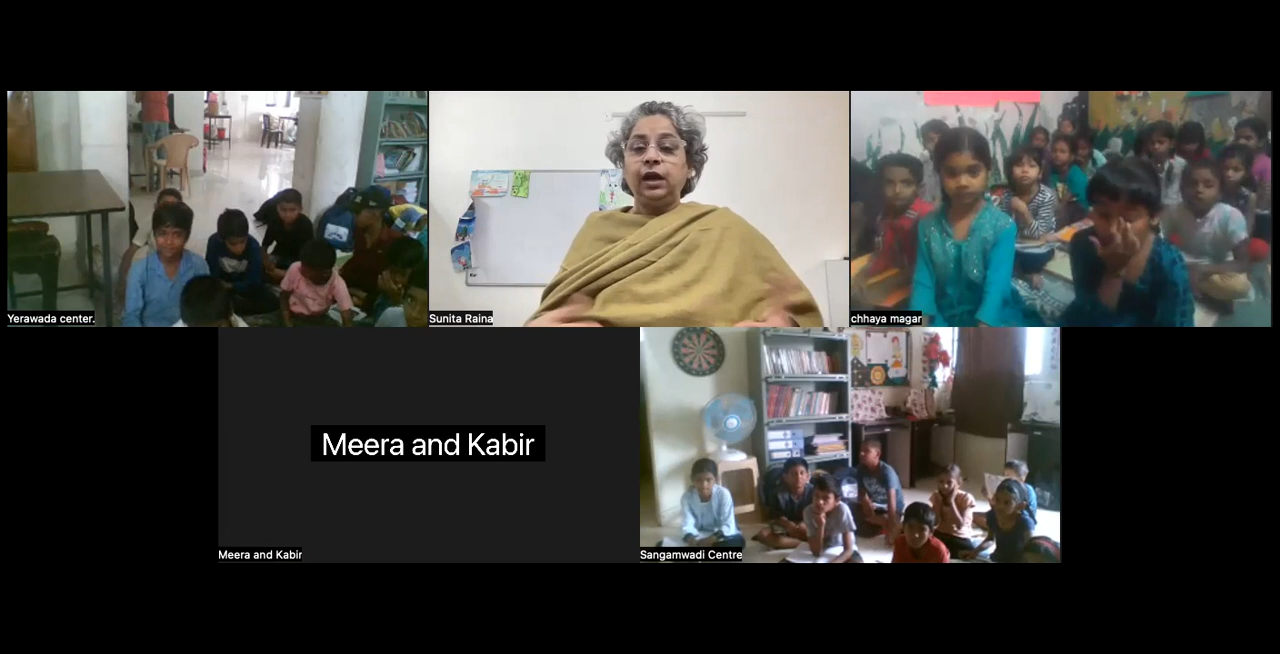 Yerawada center.
Sunita Raina
chhaya magar
Meera and Kabir
Meera and Kabir
Sangamwadi Centre